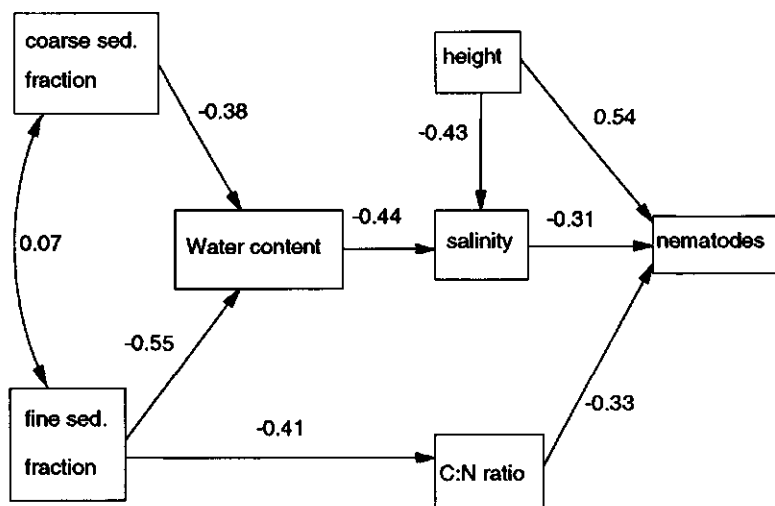 coarse sed.
fraction
height
-0.38
-0.43
0.54
0.07
Water content
-0.44
salinity
-0.31
nematodes
-0.55
fine sed.
fraction
-0.41
C:N ratio
-0.33